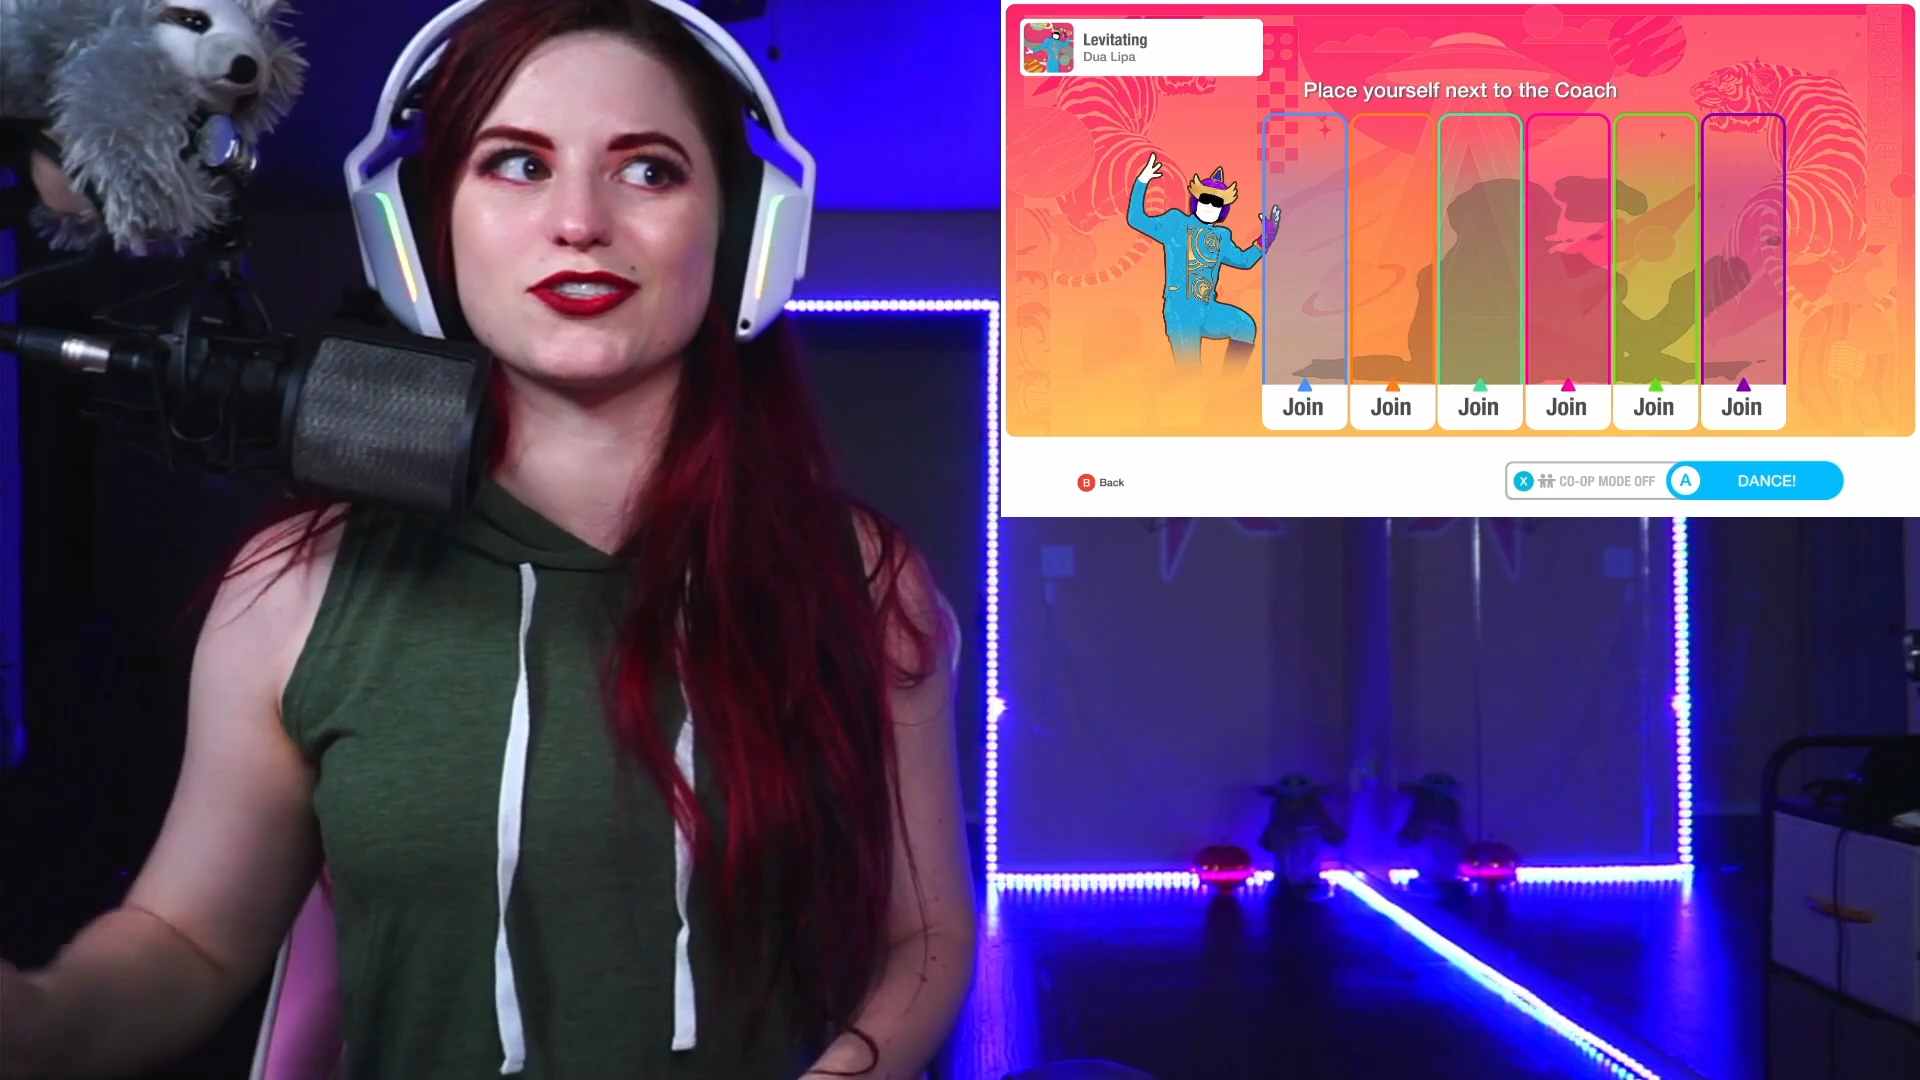 Levitating
Dua Lipa
Place yourself next to the Coach
Join Join Join Join Join Join
B Back
X CO-OP MODE OFF A DANCE!